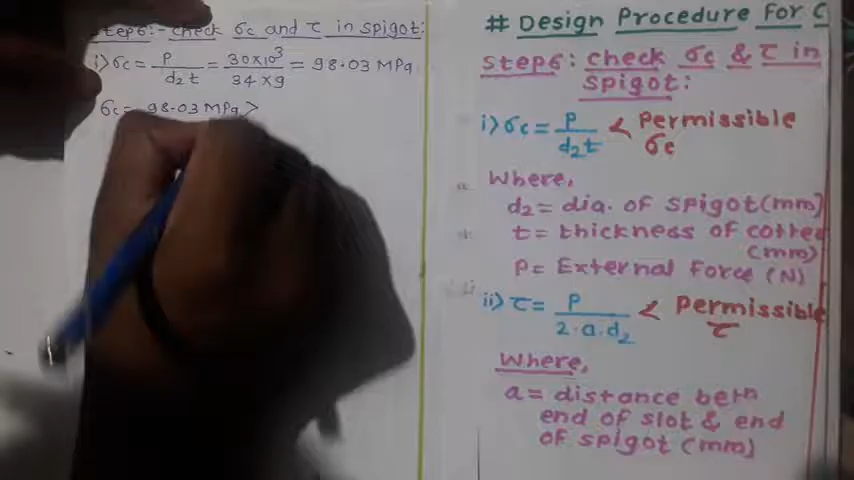 Step6:- check σc and τ in spigot:
i) σc = P / d2 t = 30×10³ / 34×9 = 98.03 MPa
σc = 98.03 MPa >
# Design Procedure For C
Step6: check σc & τ in
spigot:
i) σc = P / d2 t < Permissible
σc
Where,
d2 = dia. of spigot (mm)
t = thickness of cotter
(mm)
P = External Force (N)
ii) τ = P / 2.a.d2 < Permissible
τ
Where,
a = distance betn
end of slot & end
of spigot (mm)